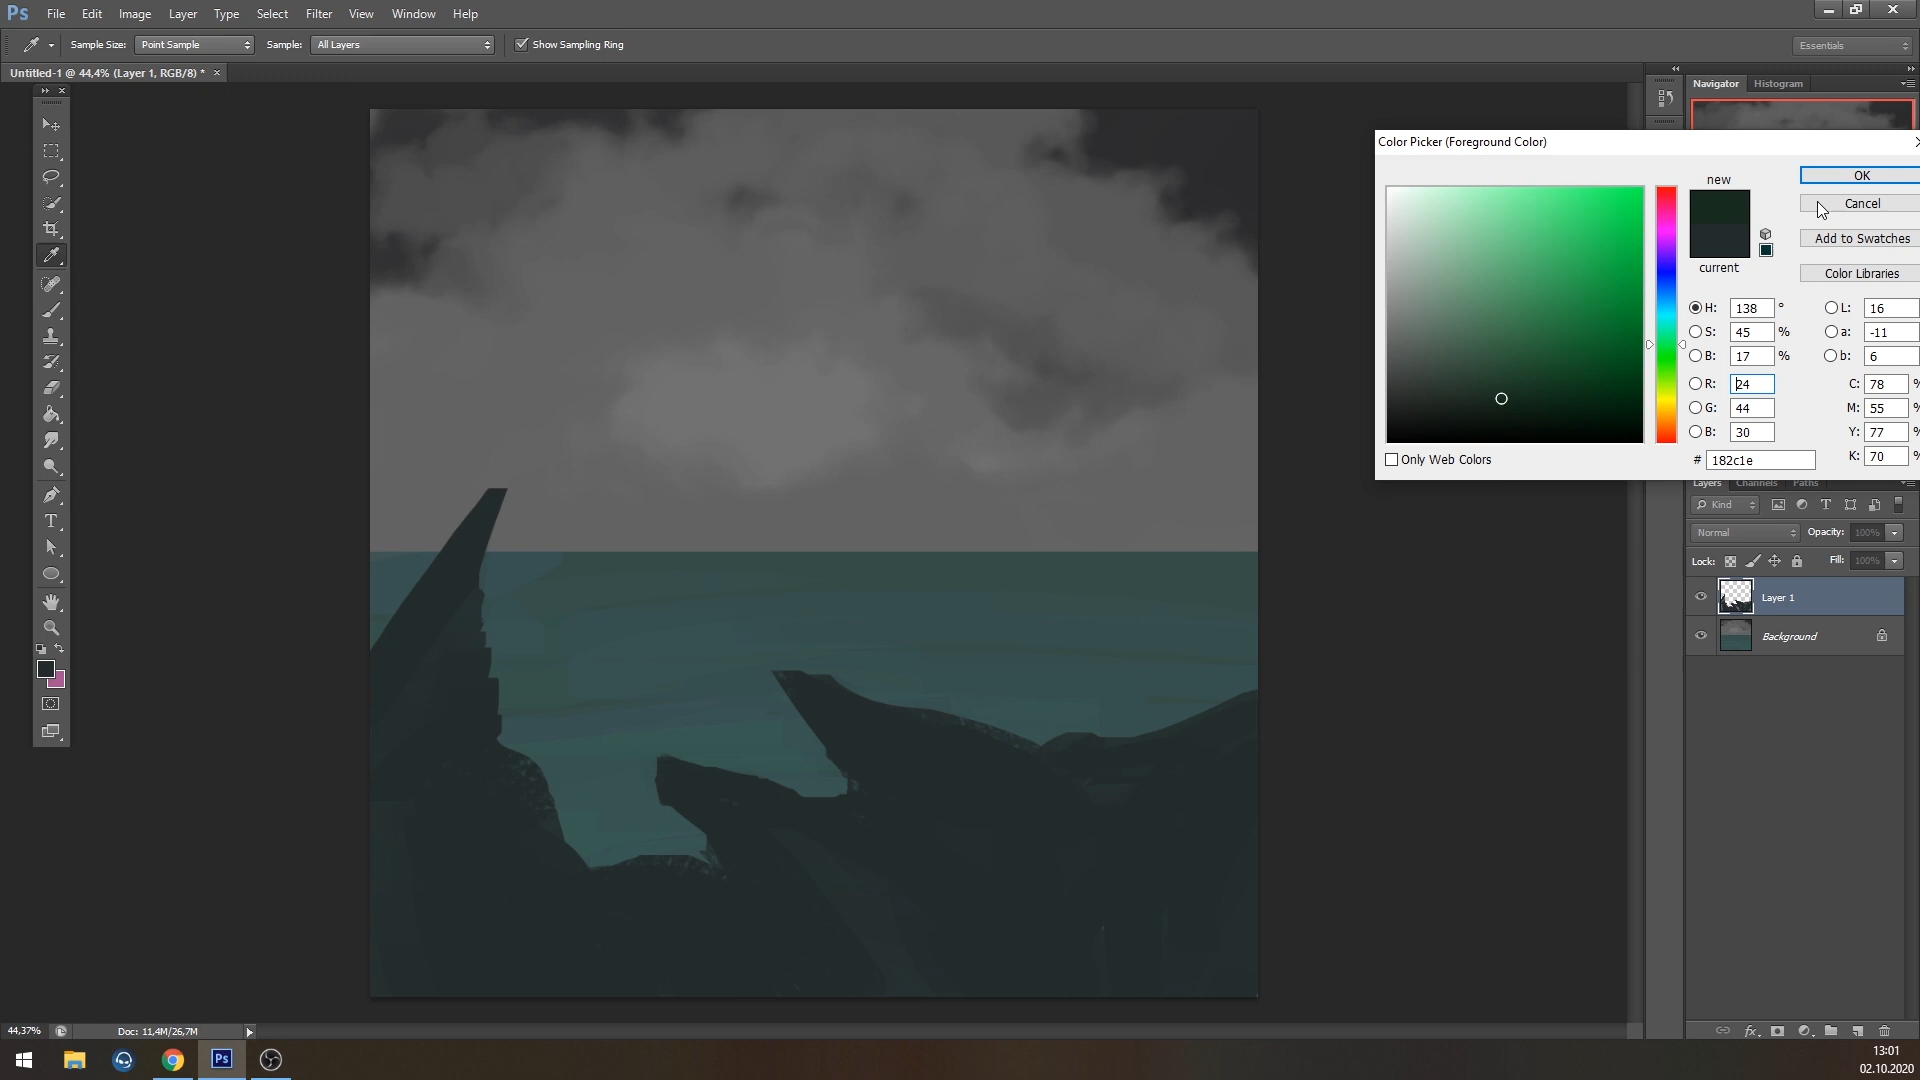 Ps File Edit Image Layer Type Select Filter View Window Help
Sample Size: Point Sample Sample: All Layers Show Sampling Ring Essentials
Untitled-1 @ 44,4% (Layer 1, RGB/8) * ×
Navigator Histogram
Color Picker (Foreground Color)
new
current
OK
Cancel
Add to Swatches
Color Libraries
H: 138 °
S: 45 %
B: 17 %
R: 24
G: 44
B: 30
# 182c1e
L: 16
a: -11
b: 6
C: 78 %
M: 55 %
Y: 77 %
K: 70 %
Only Web Colors
Layers Channels Paths
Kind
Normal Opacity: 100%
Lock: Fill: 100%
Layer 1
Background
T
44,37% Doc: 11,4M/26,7M
fx
Ps
13:01
02.10.2020